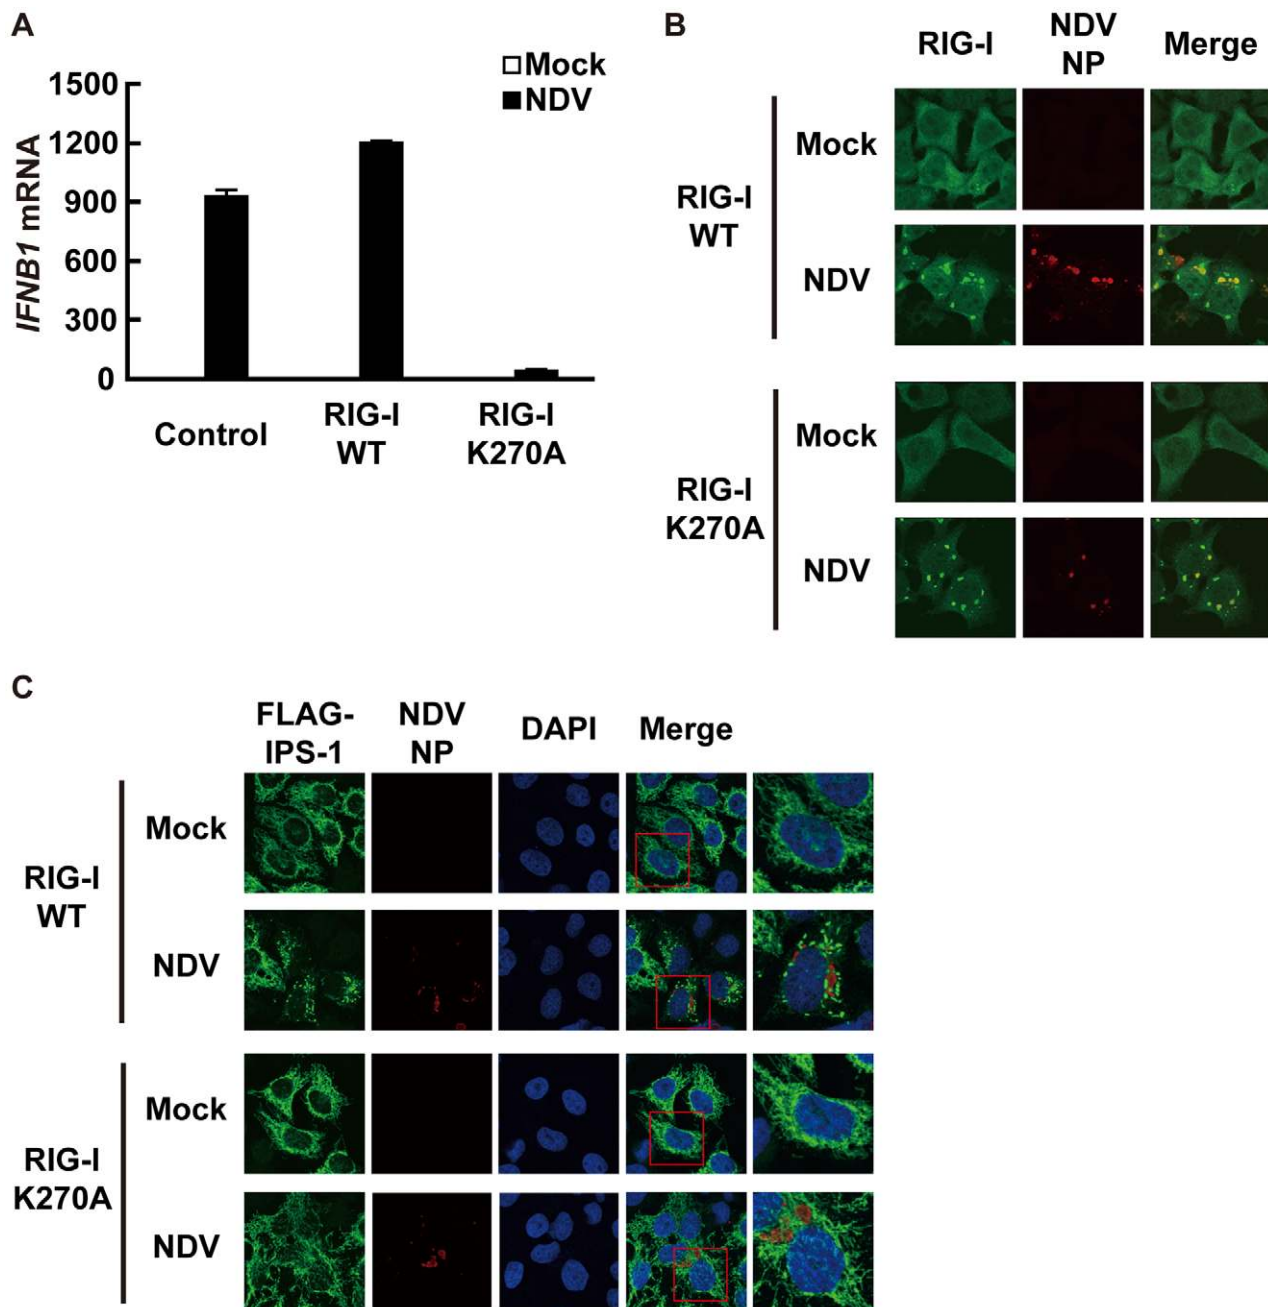 A
Mock
NDV
1500
1200
900
600
300
0
IFNB1 mRNA
Control
RIG-I
WT
RIG-I
K270A
B
RIG-I
NDV
NP
Merge
RIG-I
WT
Mock
NDV
RIG-I
K270A
Mock
NDV
C
FLAG-
IPS-1
NDV
NP
DAPI
Merge
RIG-I
WT
Mock
NDV
RIG-I
K270A
Mock
NDV